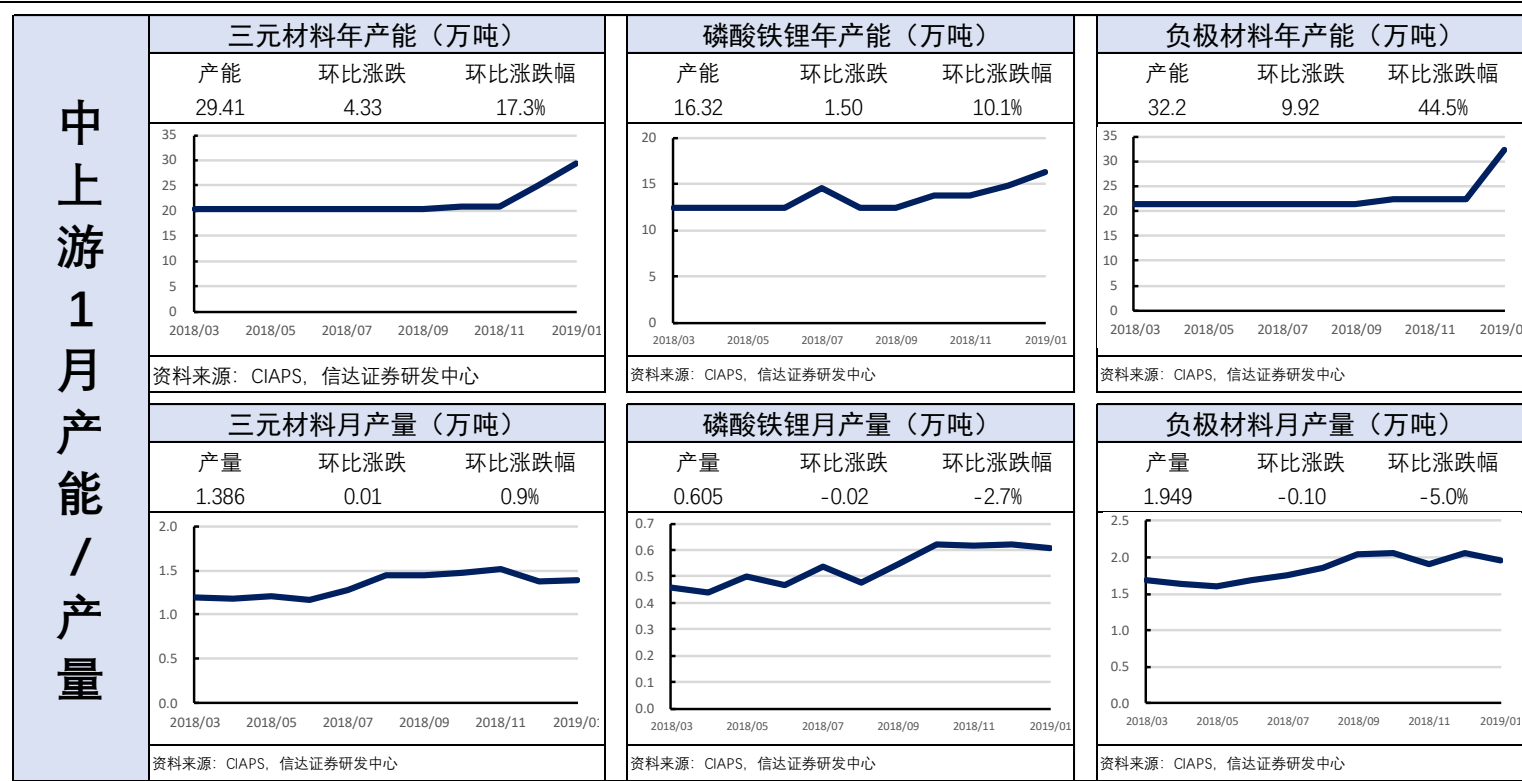 中
上
游
1
月
产
能
/
产
量
三元材料年产能（万吨）
产能 环比涨跌 环比涨跌幅
29.41 4.33 17.3%
35
30
25
20
15
10
5
0
2018/03 2018/05 2018/07 2018/09 2018/11 2019/01
资料来源：CIAPS，信达证券研发中心
磷酸铁锂年产能（万吨）
产能 环比涨跌 环比涨跌幅
16.32 1.50 10.1%
20
15
10
5
0
2018/03 2018/05 2018/07 2018/09 2018/11 2019/01
资料来源：CIAPS，信达证券研发中心
负极材料年产能（万吨）
产能 环比涨跌 环比涨跌幅
32.2 9.92 44.5%
35
30
25
20
15
10
5
0
2018/03 2018/05 2018/07 2018/09 2018/11 2019/0
资料来源：CIAPS，信达证券研发中心
三元材料月产量（万吨）
产量 环比涨跌 环比涨跌幅
1.386 0.01 0.9%
2.0
1.5
1.0
0.5
0.0
2018/03 2018/05 2018/07 2018/09 2018/11 2019/01
资料来源：CIAPS，信达证券研发中心
磷酸铁锂月产量（万吨）
产量 环比涨跌 环比涨跌幅
0.605 -0.02 -2.7%
0.7
0.6
0.5
0.4
0.3
0.2
0.1
0.0
2018/03 2018/05 2018/07 2018/09 2018/11 2019/01
资料来源：CIAPS，信达证券研发中心
负极材料月产量（万吨）
产量 环比涨跌 环比涨跌幅
1.949 -0.10 -5.0%
2.5
2.0
1.5
1.0
0.5
0.0
2018/03 2018/05 2018/07 2018/09 2018/11 2019/01
资料来源：CIAPS，信达证券研发中心